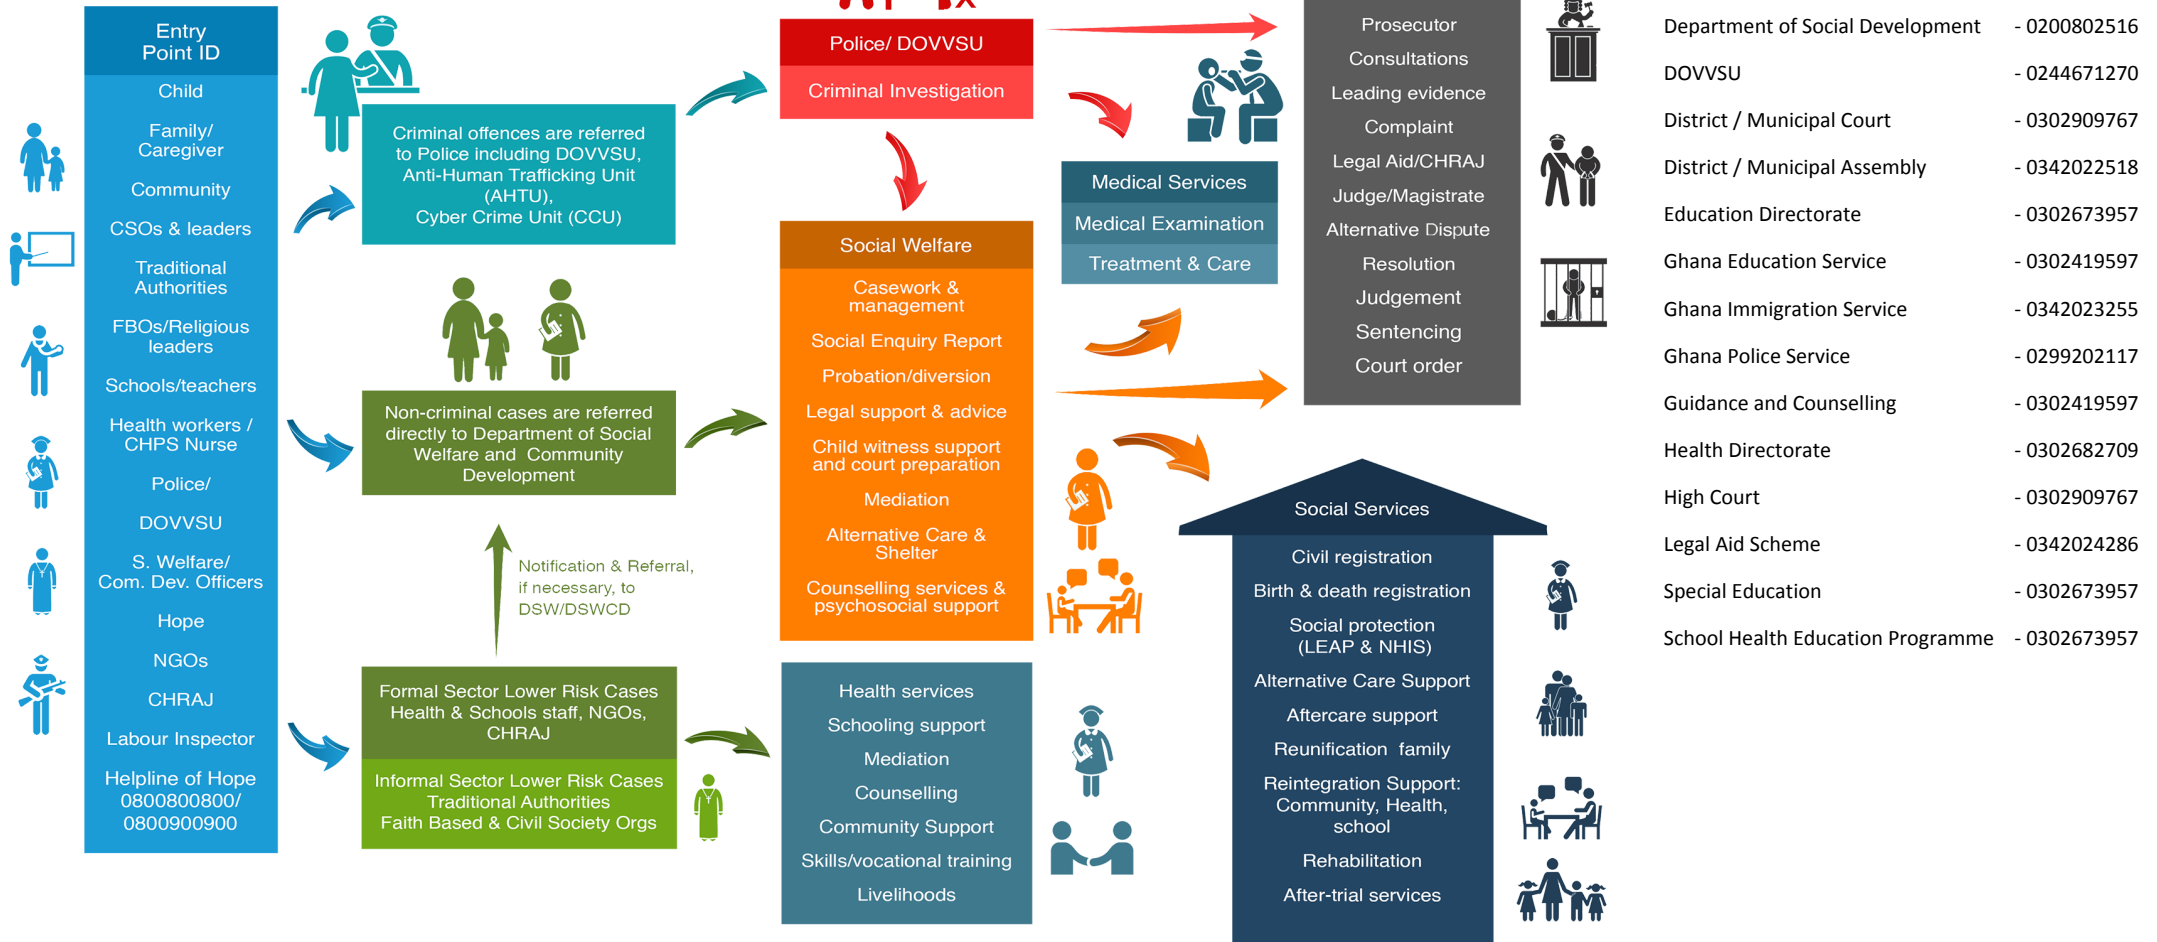 Entry
Point ID
Child
Family/
Caregiver
Community
CSOs & leaders
Traditional
Authorities
FBOs/Religious
leaders
Schools/teachers
Health workers /
CHPS Nurse
Police/
DOVVSU
S. Welfare/
Com. Dev. Officers
Hope
NGOs
CHRAJ
Labour Inspector
Helpline of Hope
0800800800/
0800900900
Criminal offences are referred
to Police including DOVVSU,
Anti-Human Trafficking Unit
(AHTU),
Cyber Crime Unit (CCU)
Non-criminal cases are referred
directly to Department of Social
Welfare and Community
Development
Notification & Referral,
if necessary, to
DSW/DSWCD
Formal Sector Lower Risk Cases
Health & Schools staff, NGOs,
CHRAJ
Informal Sector Lower Risk Cases
Traditional Authorities
Faith Based & Civil Society Orgs
Police/ DOVVSU
Criminal Investigation
Social Welfare
Casework &
management
Social Enquiry Report
Probation/diversion
Legal support & advice
Child witness support
and court preparation
Mediation
Alternative Care &
Shelter
Counselling services &
psychosocial support
Health services
Schooling support
Mediation
Counselling
Community Support
Skills/vocational training
Livelihoods
Medical Services
Medical Examination
Treatment & Care
Prosecutor
Consultations
Leading evidence
Complaint
Legal Aid/CHRAJ
Judge/Magistrate
Alternative Dispute
Resolution
Judgement
Sentencing
Court order
Social Services
Civil registration
Birth & death registration
Social protection
(LEAP & NHIS)
Alternative Care Support
Aftercare support
Reunification family
Reintegration Support:
Community, Health,
school
Rehabilitation
After-trial services
Department of Social Development - 0200802516
DOVVSU - 0244671270
District / Municipal Court - 0302909767
District / Municipal Assembly - 0342022518
Education Directorate - 0302673957
Ghana Education Service - 0302419597
Ghana Immigration Service - 0342023255
Ghana Police Service - 0299202117
Guidance and Counselling - 0302419597
Health Directorate - 0302682709
High Court - 0302909767
Legal Aid Scheme - 0342024286
Special Education - 0302673957
School Health Education Programme - 0302673957